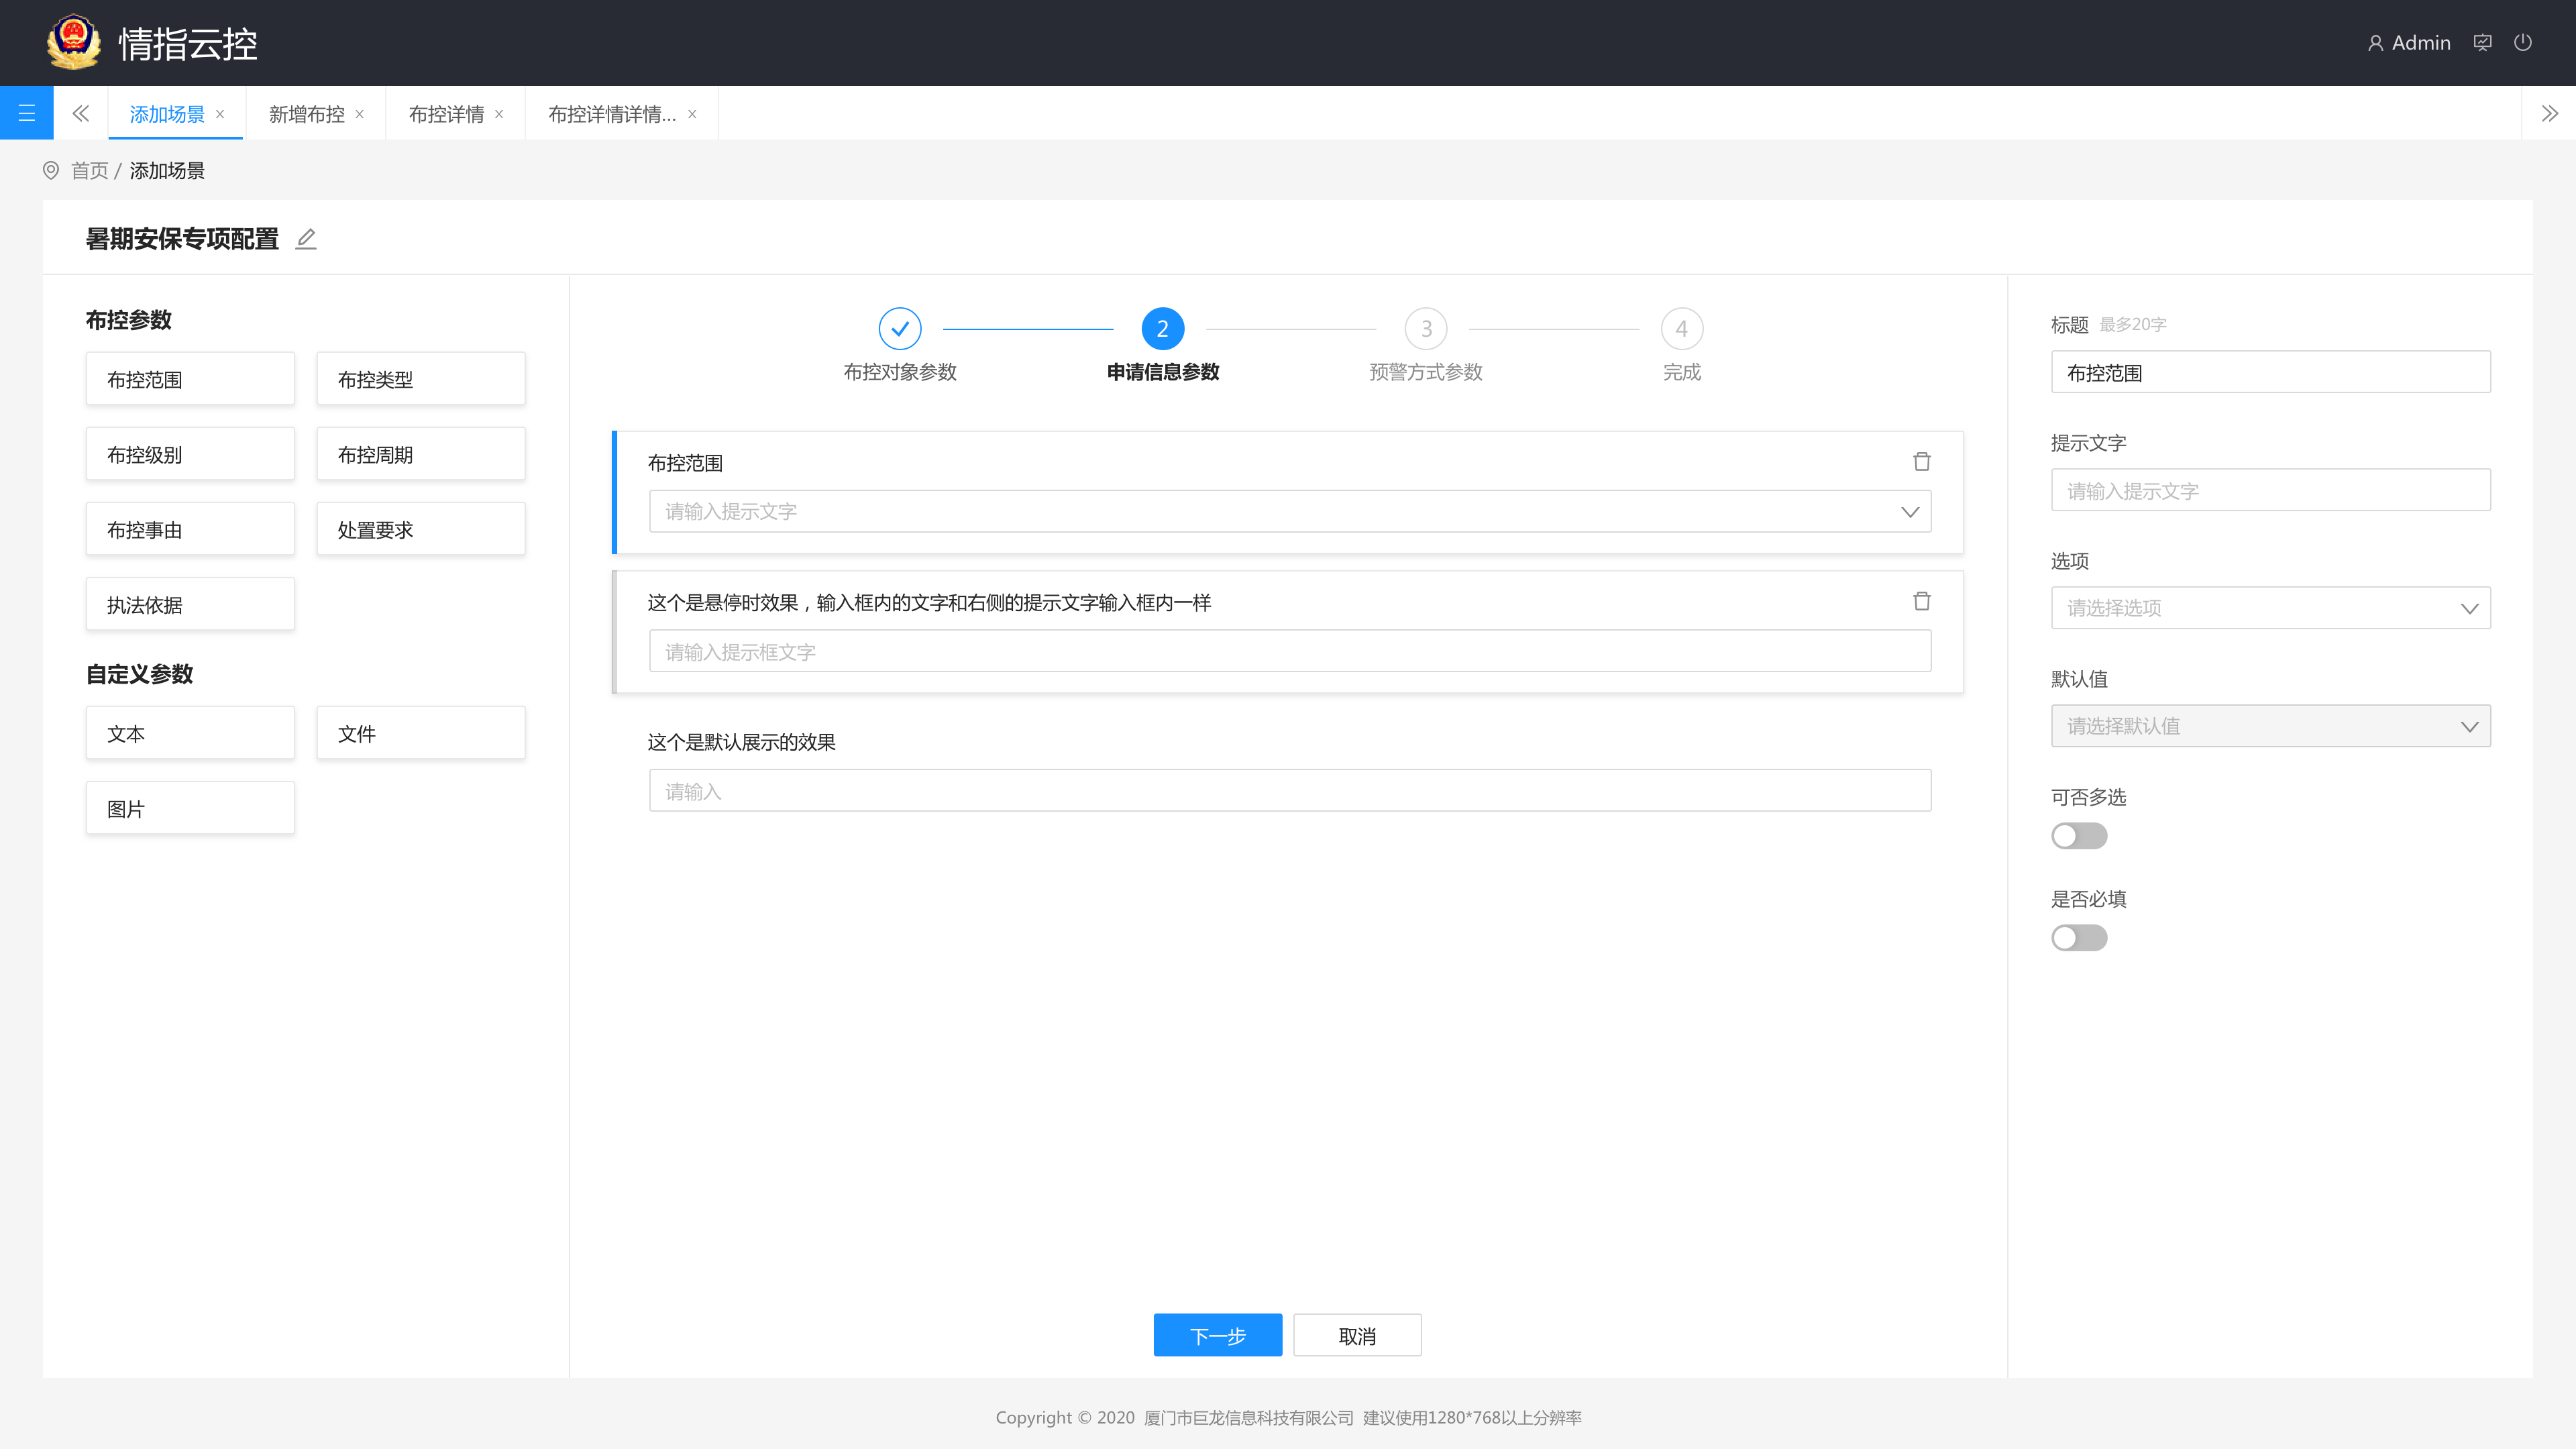 情指云控
Admin
添加场景
新增布控
布控详情
布控详情详情...
首页 / 添加场景
暑期安保专项配置
布控参数
布控范围
布控类型
布控级别
布控周期
布控事由
处置要求
执法依据
自定义参数
文本
文件
图片
2
3
4
布控对象参数
申请信息参数
预警方式参数
完成
布控范围
请输入提示文字
这个是悬停时效果，输入框内的文字和右侧的提示文字输入框内一样
请输入提示框文字
这个是默认展示的效果
请输入
下一步
取消
标题 最多20字
布控范围
提示文字
请输入提示文字
选项
请选择选项
默认值
请选择默认值
可否多选
是否必填
Copyright © 2020 厦门市巨龙信息科技有限公司 建议使用1280*768以上分辨率